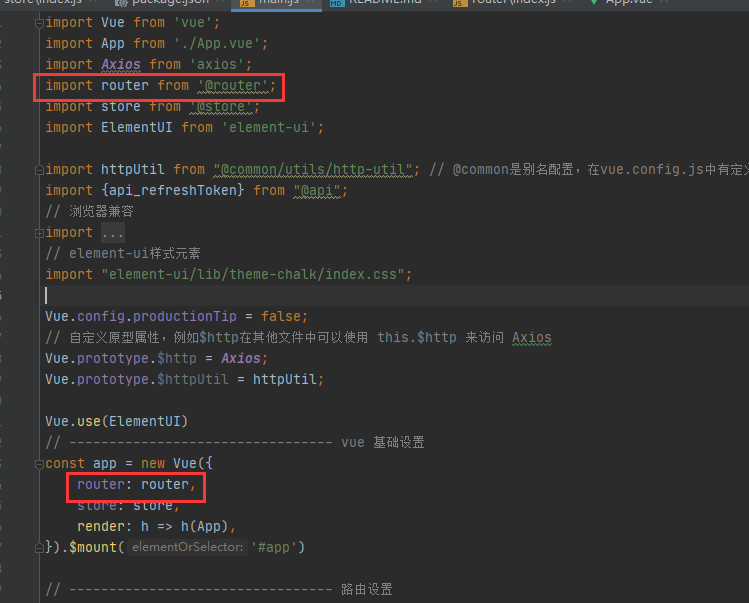 store\index.js package.json main.js README.md router\index.js App.vue
import Vue from 'vue';
import App from './App.vue';
import Axios from 'axios';
import router from '@router';
import store from '@store';
import ElementUI from 'element-ui';
import httpUtil from "@common/utils/http-util"; // @common是别名配置，在vue.config.js中有定义
import {api_refreshToken} from "@api";
// 浏览器兼容
import ...
// element-ui样式元素
import "element-ui/lib/theme-chalk/index.css";
Vue.config.productionTip = false;
// 自定义原型属性，例如$http在其他文件中可以使用 this.$http 来访问 Axios
Vue.prototype.$http = Axios;
Vue.prototype.$httpUtil = httpUtil;
Vue.use(ElementUI)
// --------------------------------- vue 基础设置
const app = new Vue({
router: router,
store: store,
render: h => h(App),
}).$mount( elementOrSelector: '#app')
// --------------------------------- 路由设置